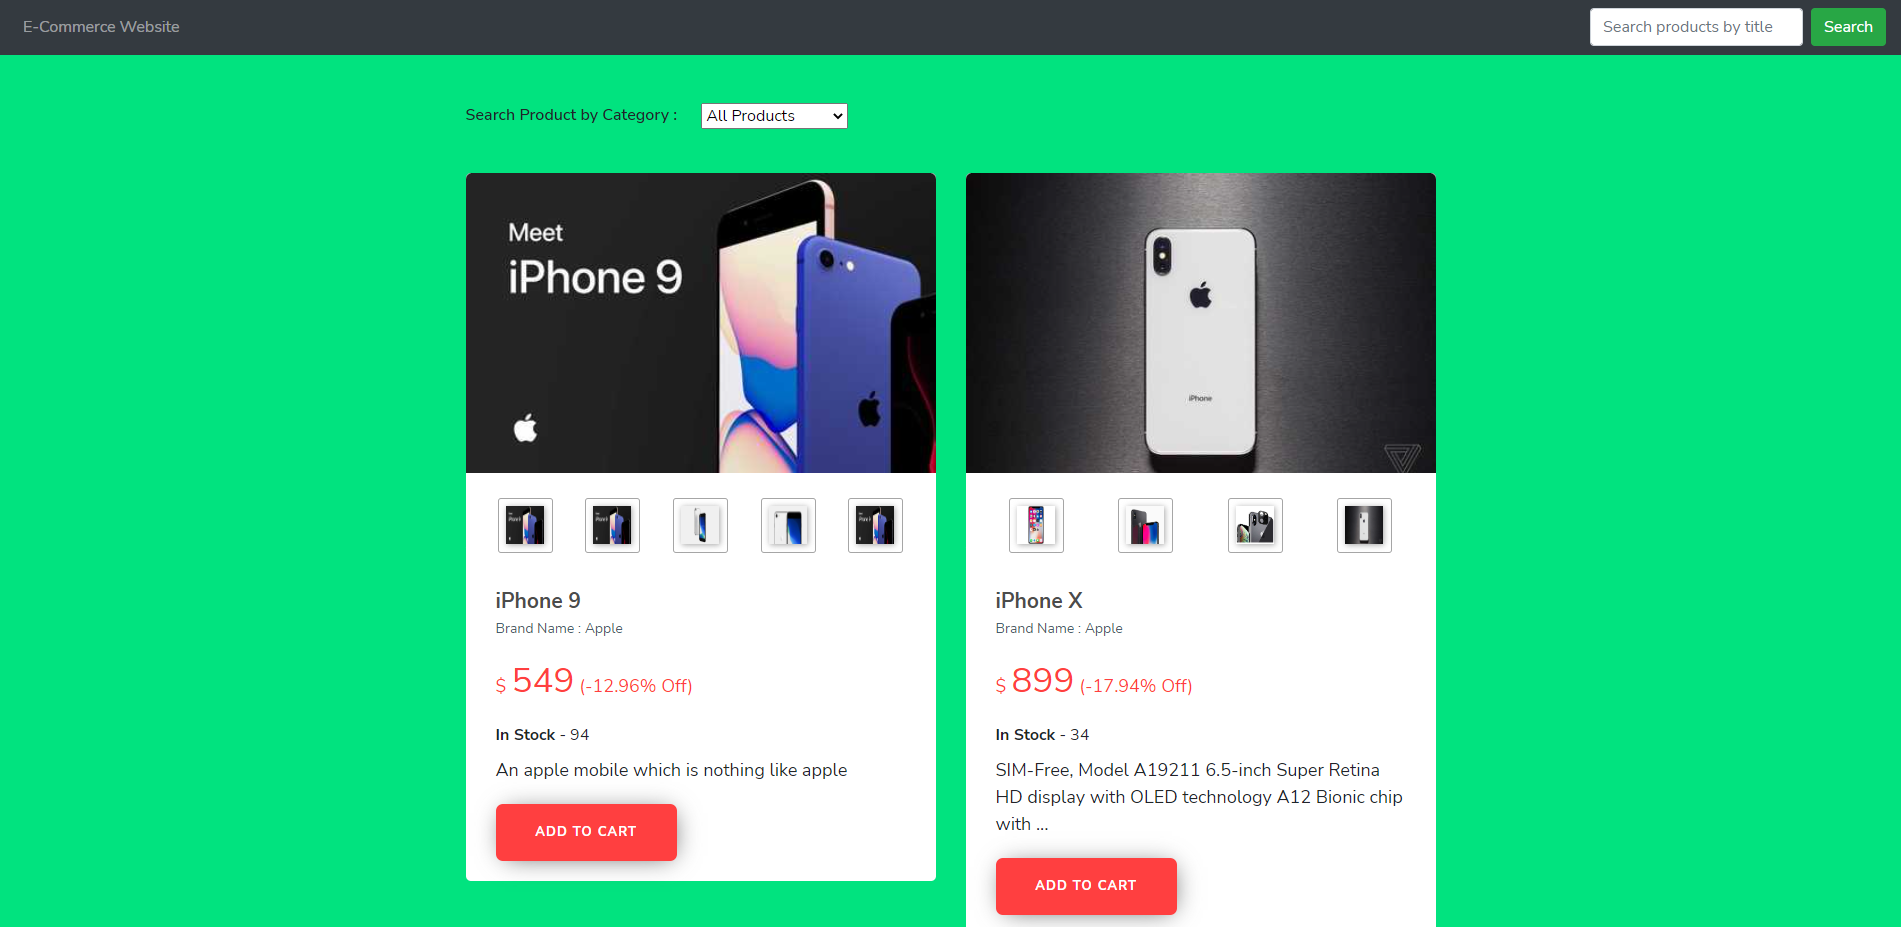 E-Commerce Website
Search products by title
Search
Search Product by Category :
All Products
Meet
iPhone 9
iPhone
iPhone 9
Brand Name : Apple
$ 549 (-12.96% Off)
In Stock - 94
An apple mobile which is nothing like apple
ADD TO CART
iPhone X
Brand Name : Apple
$ 899 (-17.94% Off)
In Stock - 34
SIM-Free, Model A19211 6.5-inch Super Retina
HD display with OLED technology A12 Bionic chip
with ...
ADD TO CART